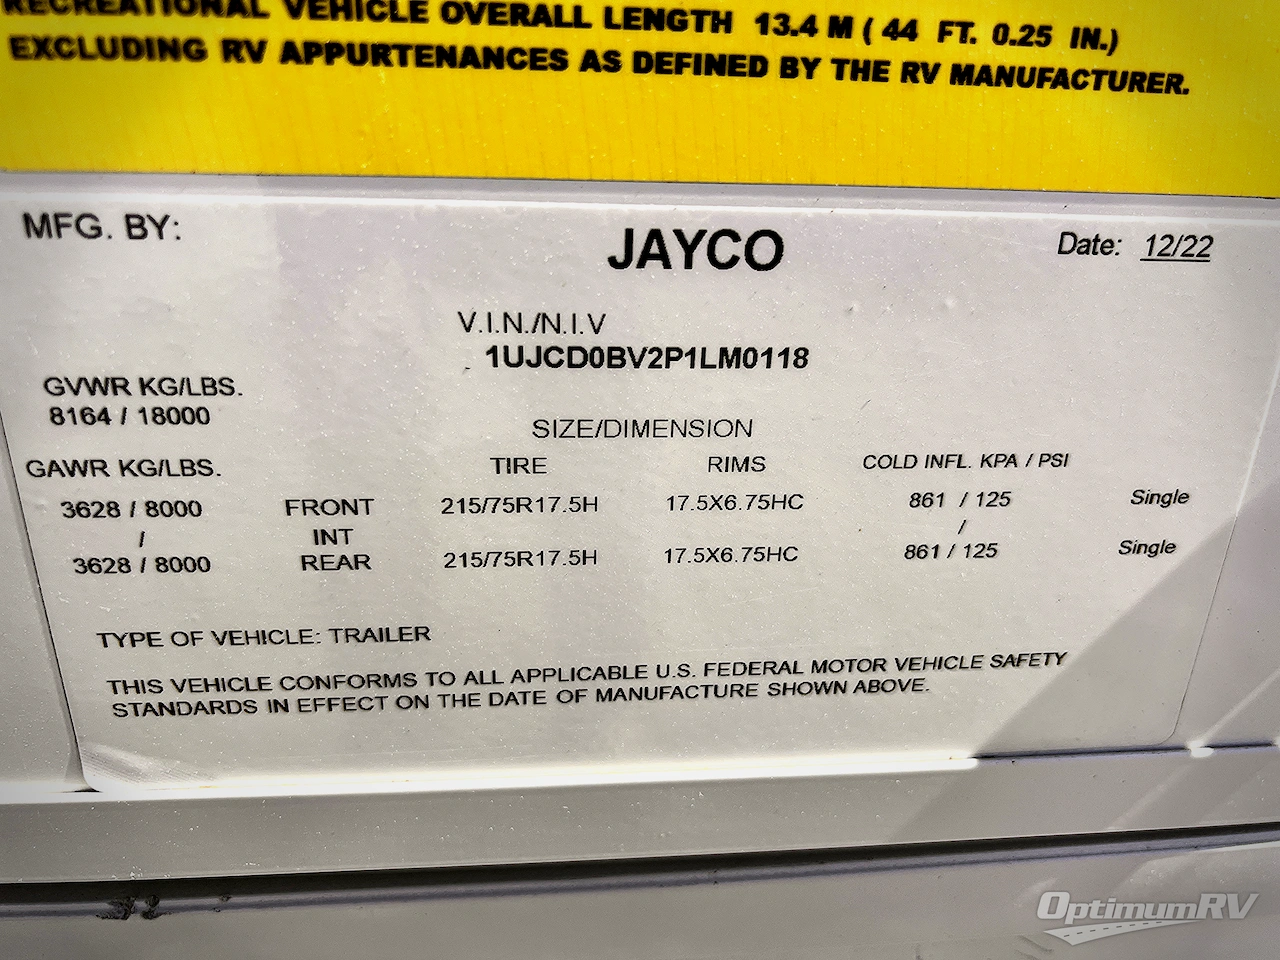 RECREATIONAL VEHICLE OVERALL LENGTH 13.4 M ( 44 FT. 0.25 IN.)
EXCLUDING RV APPURTENANCES AS DEFINED BY THE RV MANUFACTURER.
MFG. BY: JAYCO Date: 12/22
V.I.N./N.I.V
1UJCD0BV2P1LM0118
GVWR KG/LBS.
8164 / 18000
SIZE/DIMENSION
GAWR KG/LBS. TIRE RIMS COLD INFL. KPA / PSI
3628 / 8000 FRONT 215/75R17.5H 17.5X6.75HC 861 / 125 Single
/ INT /
3628 / 8000 REAR 215/75R17.5H 17.5X6.75HC 861 / 125 Single
TYPE OF VEHICLE: TRAILER
THIS VEHICLE CONFORMS TO ALL APPLICABLE U.S. FEDERAL MOTOR VEHICLE SAFETY
STANDARDS IN EFFECT ON THE DATE OF MANUFACTURE SHOWN ABOVE.
OptimumRV